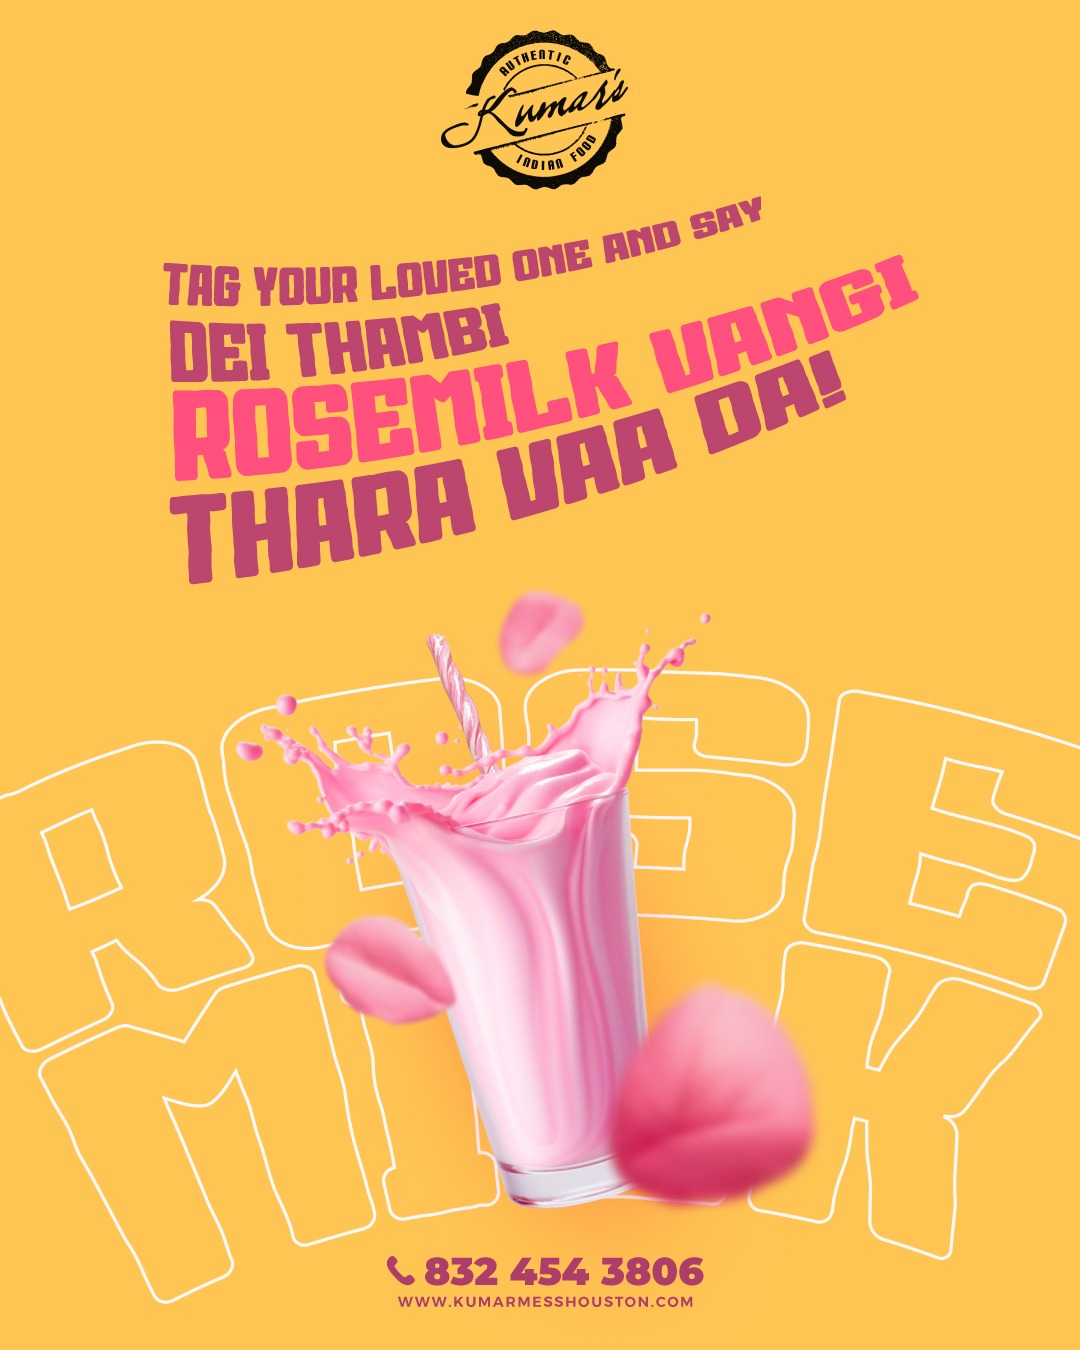 AUTHENTIC
Kumar's
INDIAN FOOD
TAG YOUR LOVED ONE AND SAY
DEI THAMBI
ROSEMILK VANGI
THARA VAA DA!
ROSE
MILK
832 454 3806
WWW.KUMARMESSHOUSTON.COM